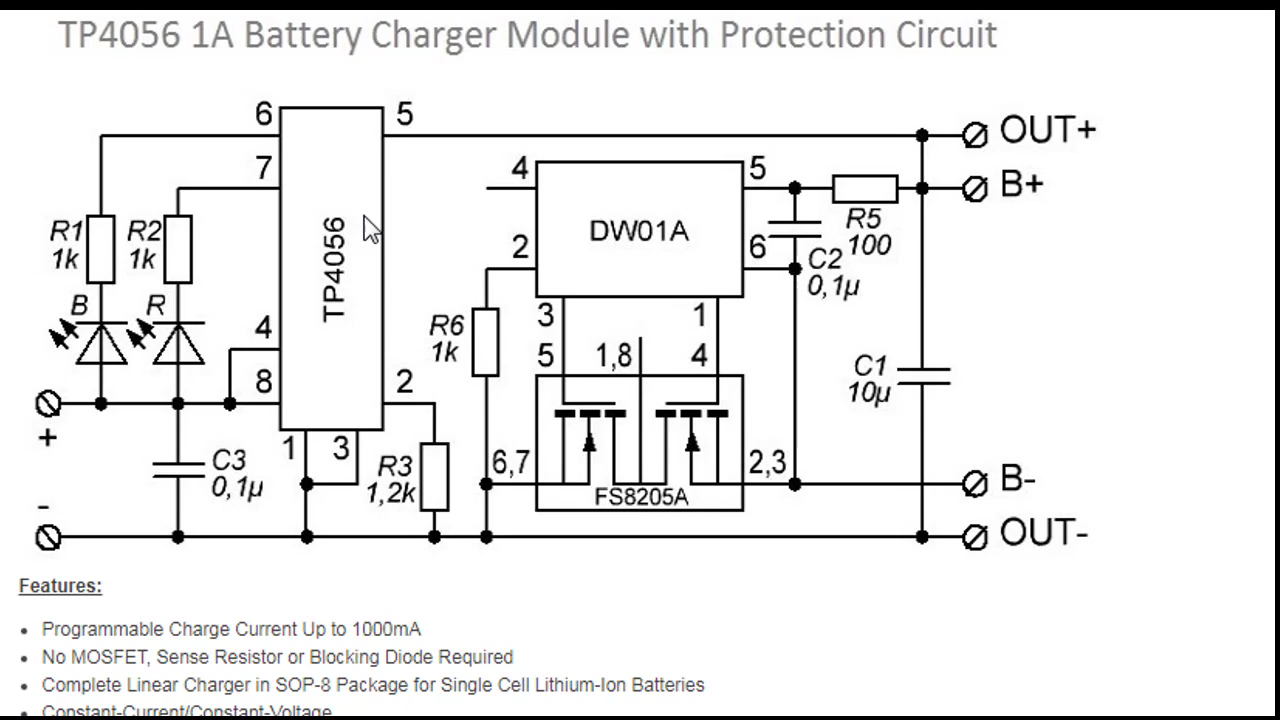 TP4056 1A Battery Charger Module with Protection Circuit
6
5
OUT+
7
4
5
B+
R1
1k
R2
1k
TP4056
DW01A
R5
100
2
6
C2
0,1µ
B
R
4
R6
1k
3
1
5
1,8
4
8
2
C1
10µ
+
1
3
C3
0,1µ
R3
1,2k
6,7
2,3
B-
FS8205A
-
OUT-
Features:
• Programmable Charge Current Up to 1000mA
• No MOSFET, Sense Resistor or Blocking Diode Required
• Complete Linear Charger in SOP-8 Package for Single Cell Lithium-Ion Batteries
• Constant-Current/Constant-Voltage